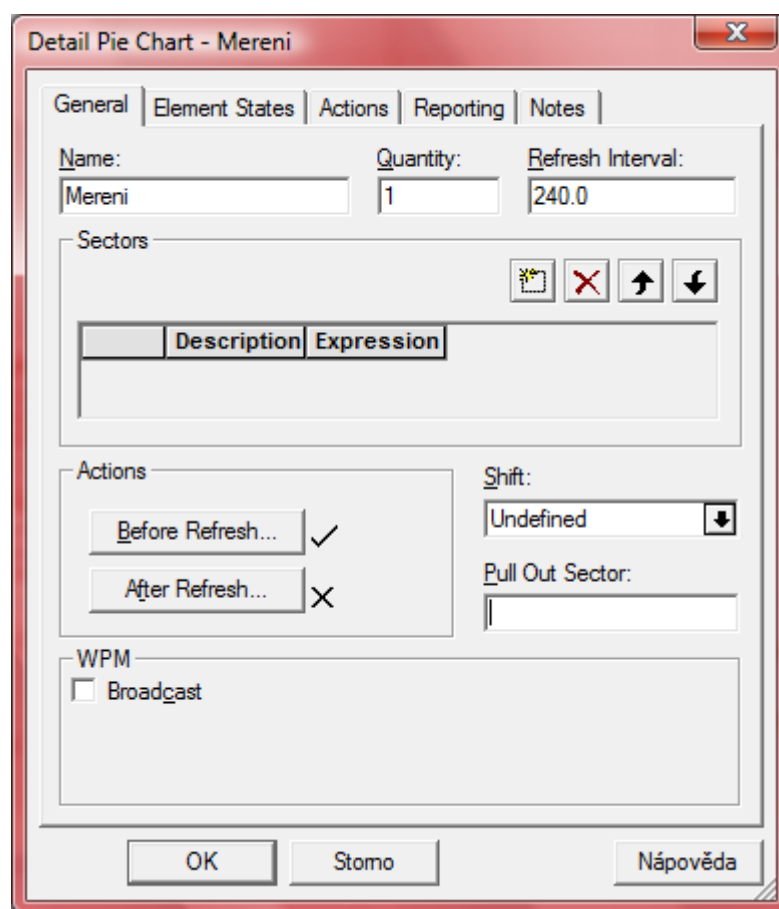 Detail Pie Chart - Mereni
General Element States Actions Reporting Notes
Name: Quantity: Refresh Interval:
Mereni 1 240.0
Sectors
Description Expression
Actions Shift:
Before Refresh... Undefined
After Refresh... Pull Out Sector:
WPM
Broadcast
OK Storno Nápověda